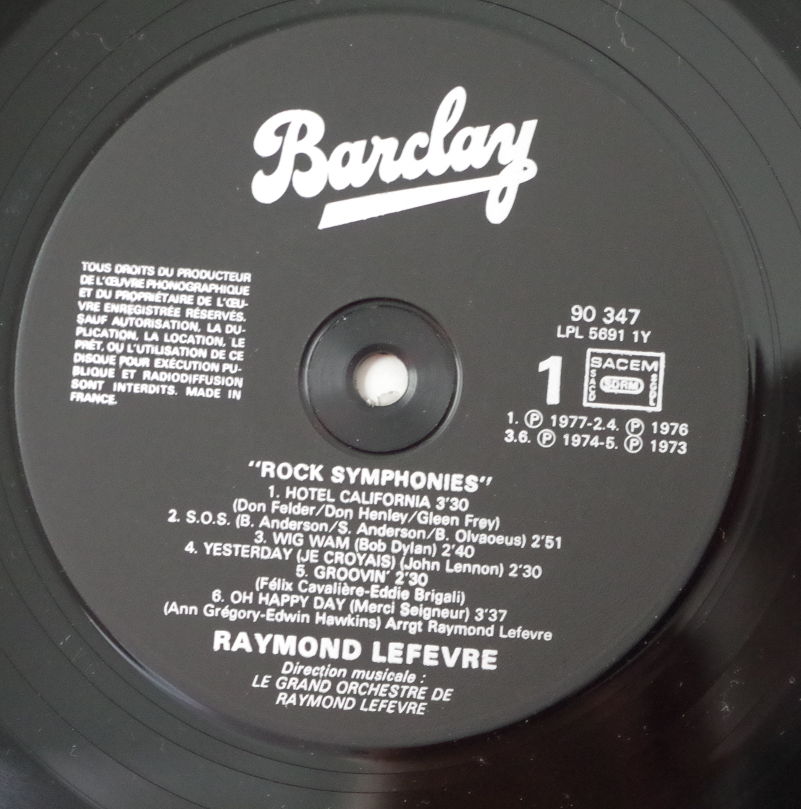 Barclay
TOUS DROITS DU PRODUCTEUR
DE L'ŒUVRE PHONOGRAPHIQUE
ET DU PROPRIÉTAIRE DE L'ŒU-
VRE ENREGISTRÉE RÉSERVÉS.
SAUF AUTORISATION, LA DU-
PLICATION, LA LOCATION, LE
PRÊT, OU L'UTILISATION DE CE
DISQUE POUR EXÉCUTION PU-
BLIQUE ET RADIODIFFUSION
SONT INTERDITS. MADE IN
FRANCE.
90 347
LPL 5691 1Y
1
SACEM
SACD
SDRM
SGDL
1. Ⓟ 1977-2.4. Ⓟ 1976
3.6. Ⓟ 1974-5. Ⓟ 1973
"ROCK SYMPHONIES"
1. HOTEL CALIFORNIA 3'30
(Don Felder/Don Henley/Gleen Frey)
2. S.O.S. (B. Anderson/S. Anderson/B. Olvaoeus) 2'51
3. WIG WAM (Bob Dylan) 2'40
4. YESTERDAY (JE CROYAIS) (John Lennon) 2'30
5. GROOVIN' 2'30
(Félix Cavalière-Eddie Brigali)
6. OH HAPPY DAY (Merci Seigneur) 3'37
(Ann Grégory-Edwin Hawkins) Arrgt Raymond Lefevre
RAYMOND LEFEVRE
Direction musicale :
LE GRAND ORCHESTRE DE
RAYMOND LEFEVRE